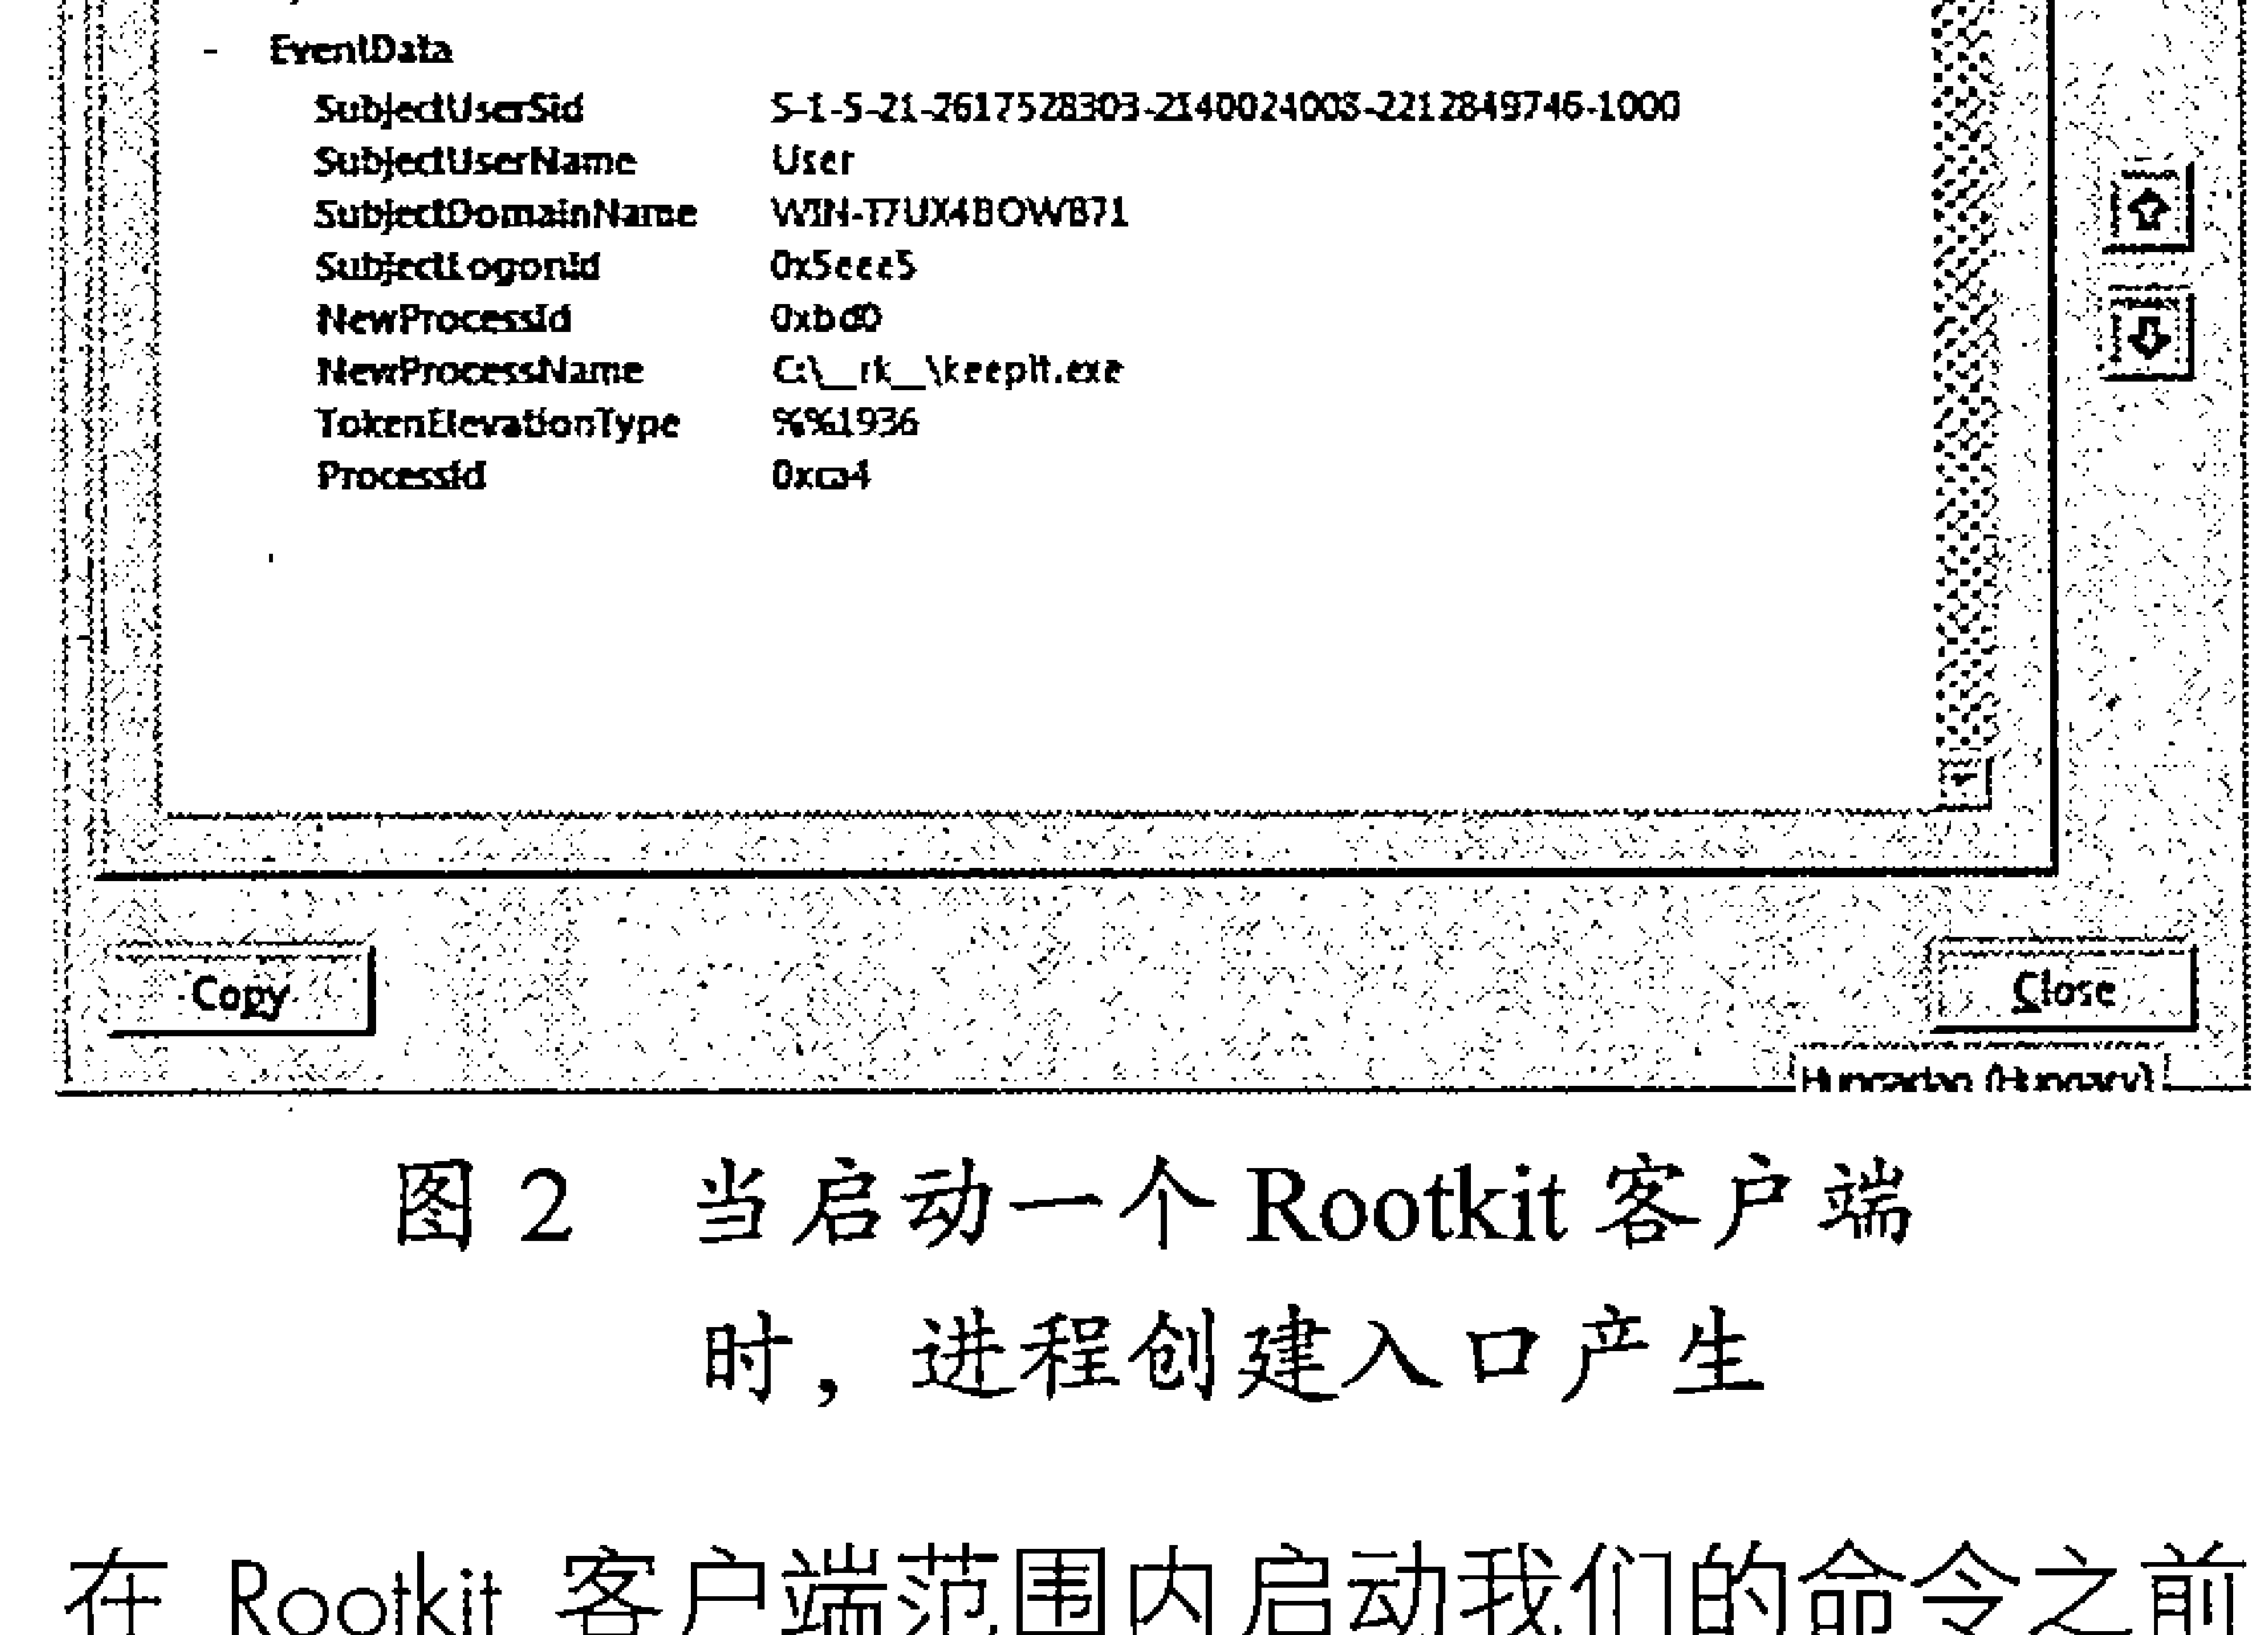 - EventData
SubjectUserSid S-1-5-21-2617528303-2140024008-2212849746-1000
SubjectUserName User
SubjectDomainName WIN-T7UX4BOWB71
SubjectLogonId 0x5eee5
NewProcessId 0xbd0
NewProcessName C:\__rk__\keepIt.exe
TokenElevationType %%1936
ProcessId 0xca4
Copy
Close
Hungarian (Hungary)
图 2 当启动一个 Rootkit 客户端
时，进程创建入口产生
在 Rootkit 客户端范围内启动我们的命令之前